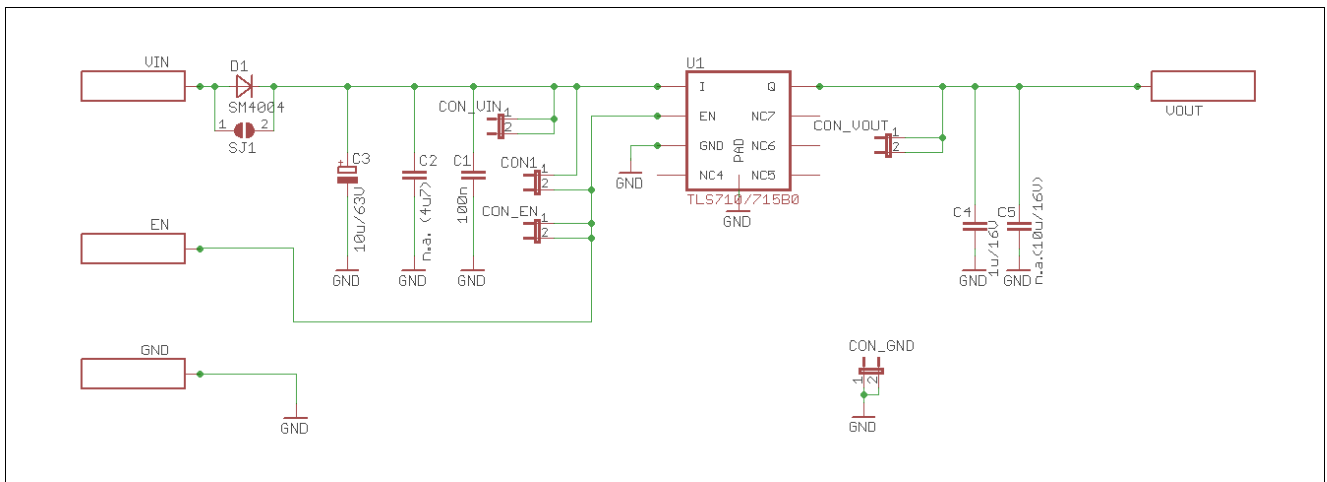 VIN
D1
SM4004
1 2
SJ1
C3
10u/63V
GND
C2
n.a. (4u7)
GND
C1
100n
GND
CON_VIN
1
2
CON1
1
2
CON_EN
1
2
EN
GND
GND
U1
I
EN
GND
NC4
Q
NC7
NC6
NC5
PAD
TLS710/715B0
GND
GND
CON_VOUT
1
2
VOUT
C4
1u/16V
GND
C5
n.a.(10u/16V)
GND
CON_GND
1
2
GND